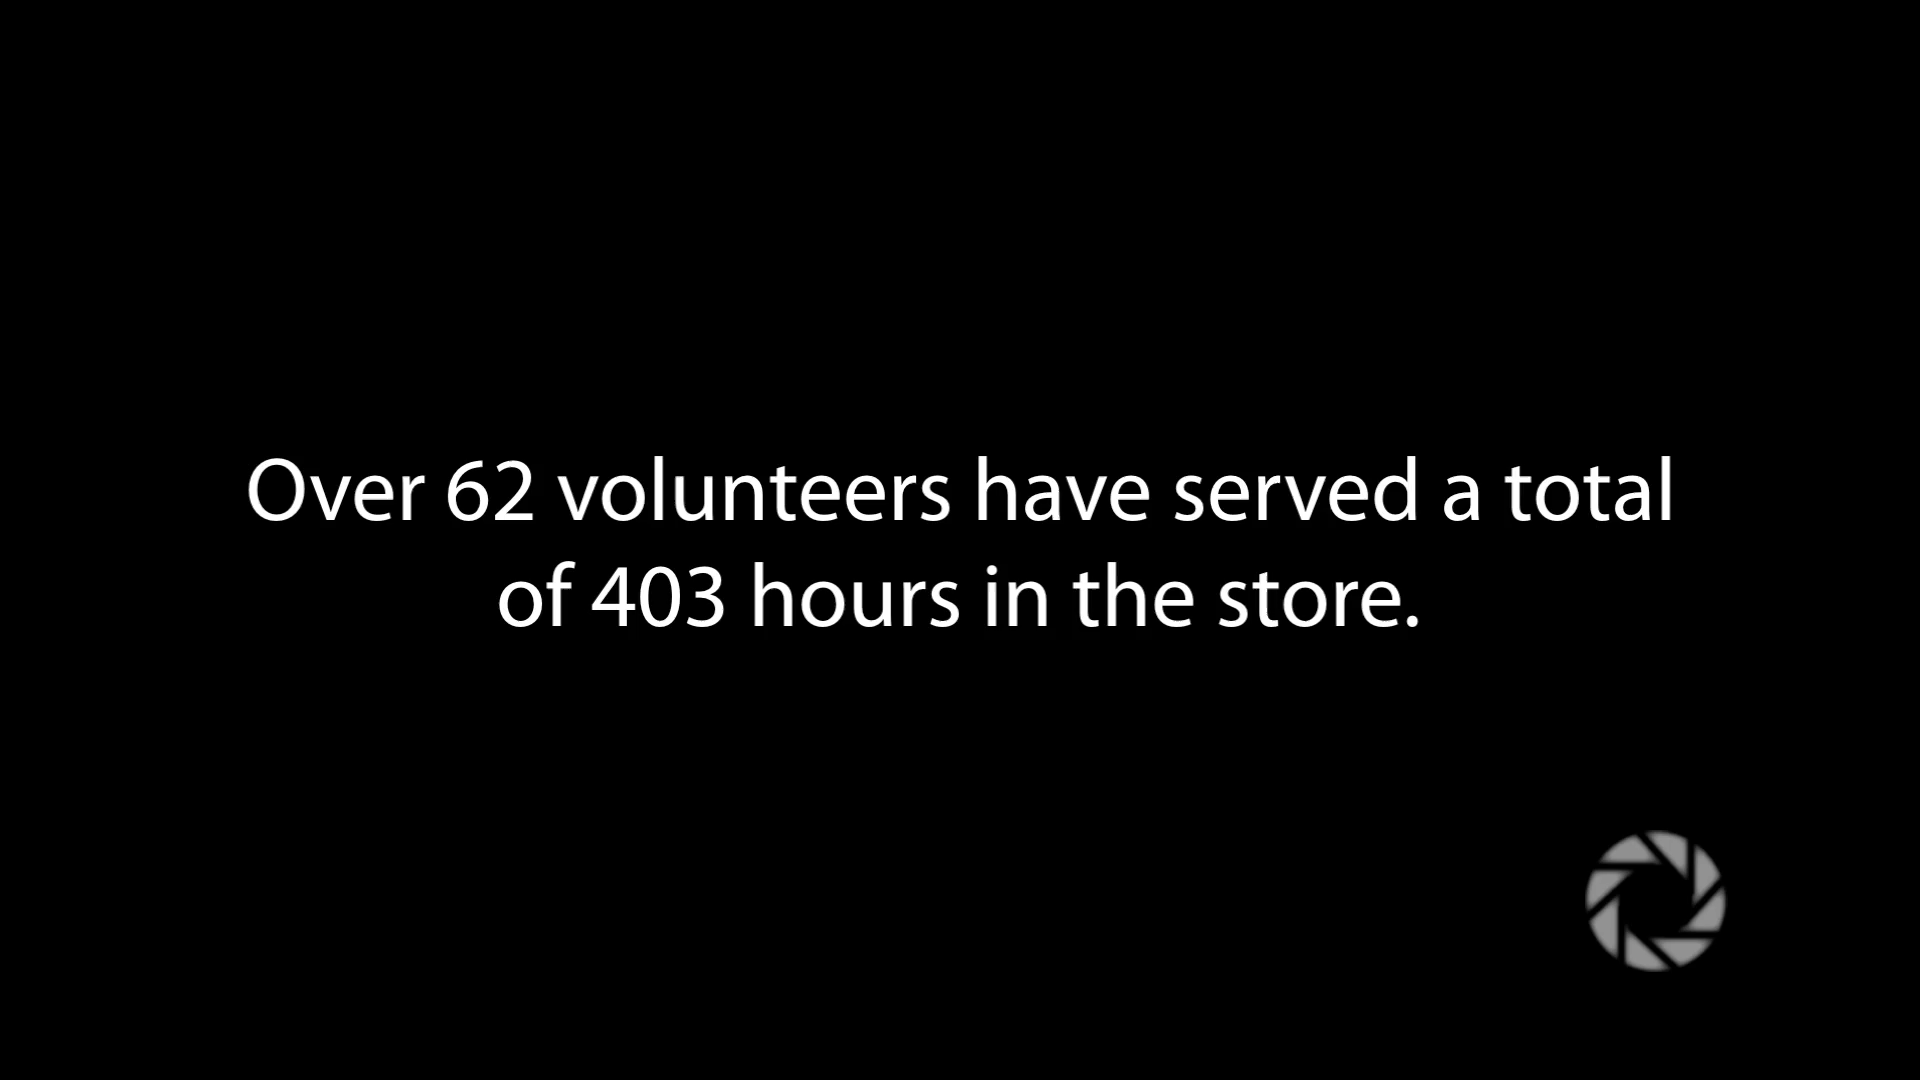 Over 62 volunteers have served a total
of 403 hours in the store.